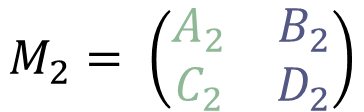 M₂ = (A₂ B₂
C₂ D₂)